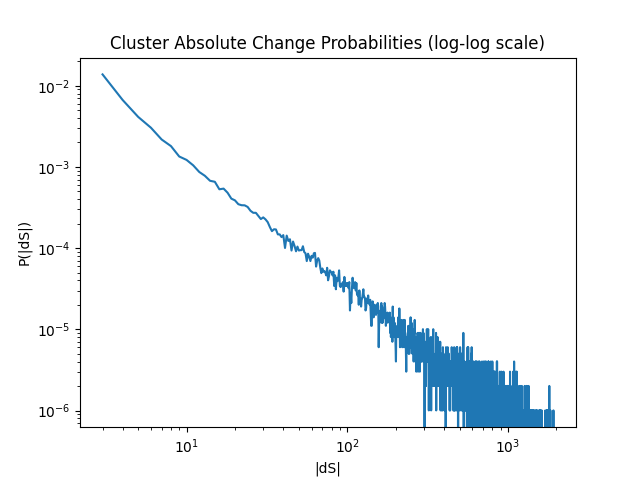 Cluster Absolute Change Probabilities (log-log scale)
P(|dS|)
10⁻²
10⁻³
10⁻⁴
10⁻⁵
10⁻⁶
10¹
10²
10³
|dS|